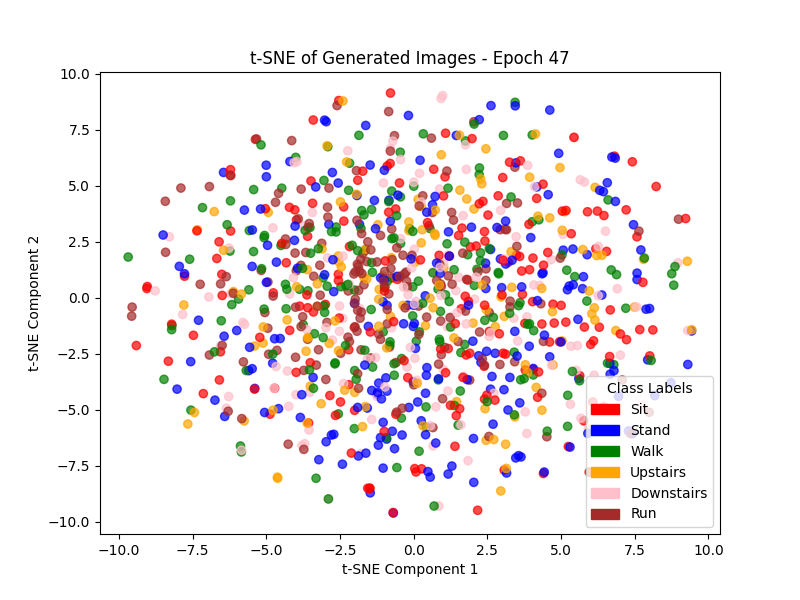 t-SNE of Generated Images - Epoch 47
10.0
7.5
5.0
2.5
0.0
−2.5
−5.0
−7.5
−10.0
t-SNE Component 2
Class Labels
Sit
Stand
Walk
Upstairs
Downstairs
Run
−10.0 −7.5 −5.0 −2.5 0.0 2.5 5.0 7.5 10.0
t-SNE Component 1